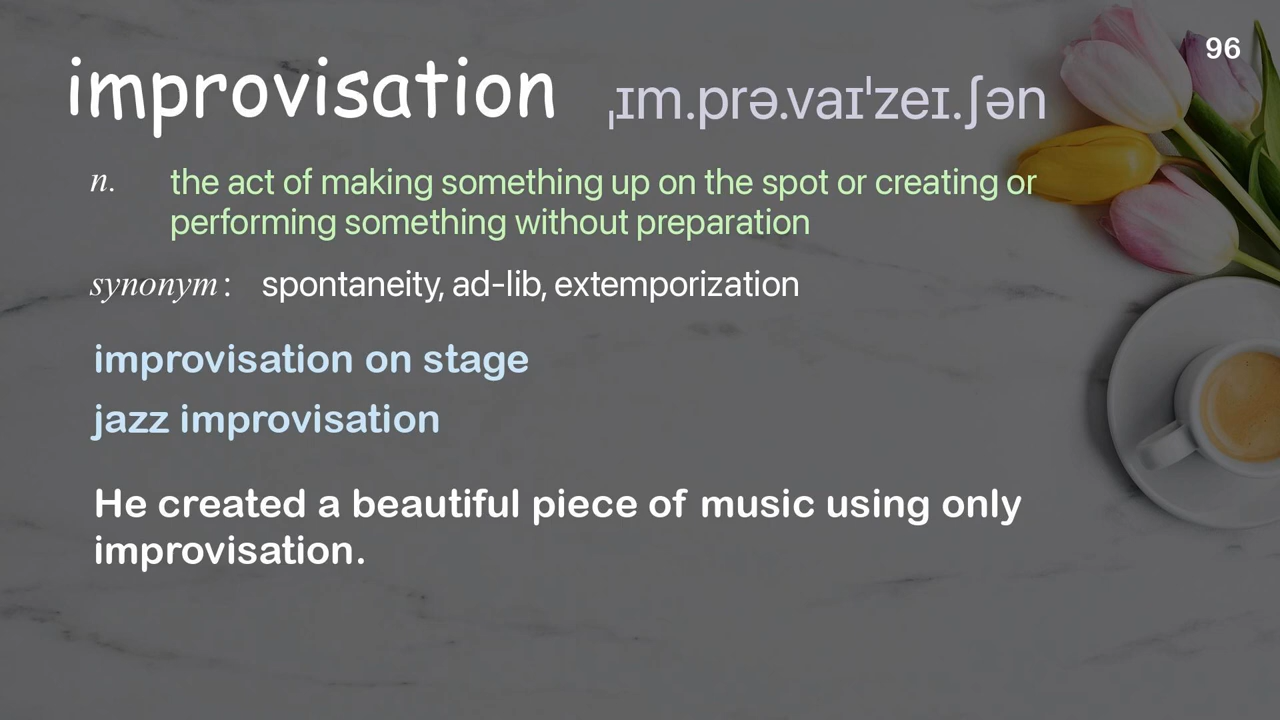 96
improvisation ˌɪm.prə.vaɪˈzeɪ.ʃən
n. the act of making something up on the spot or creating or
performing something without preparation
synonym: spontaneity, ad-lib, extemporization
improvisation on stage
jazz improvisation
He created a beautiful piece of music using only
improvisation.